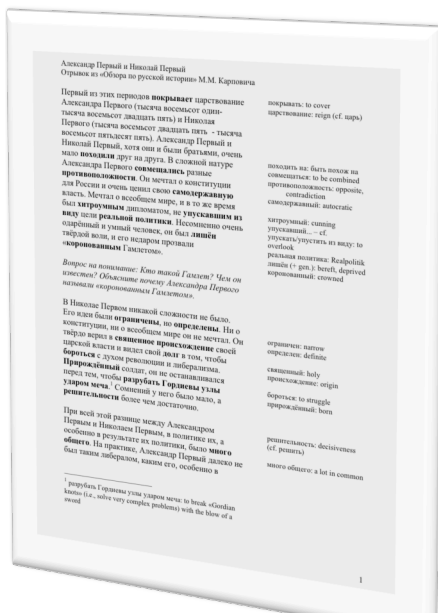 Александр Первый и Николай Первый
Отрывок из «Обзора по русской истории» М.М. Карповича
Первый из этих периодов покрывает царствование
Александра Первого (тысяча восемьсот один-
тысяча восемьсот двадцать пять) и Николая
Первого (тысяча восемьсот двадцать пять - тысяча
восемьсот пятьдесят пять). Александр Первый и
Николай Первый, хотя они и были братьями, очень
мало походили друг на друга. В сложной натуре
Александра Первого совмещались разные
противоположности. Он мечтал о конституции
для России и очень ценил свою самодержавную
власть. Мечтал о всеобщем мире, и в то же время
был хитроумным дипломатом, не упускавшим из
виду цели реальной политики. Несомненно очень
одарённый и умный человек, он был лишён
твёрдой воли, и его недаром прозвали
«коронованным Гамлетом».
Вопрос на понимание: Кто такой Гамлет? Чем он
известен? Объясните почему Александра Первого
называли «коронованным Гамлетом».
В Николае Первом никакой сложности не было.
Его идеи были ограничены, но определены. Ни о
конституции, ни о всеобщем мире он не мечтал. Он
твёрдо верил в священное происхождение своей
царской власти и видел свой долг в том, чтобы
бороться с духом революции и либерализма.
Прирождённый солдат, он не останавливался
перед тем, чтобы разрубать Гордиевы узлы
ударом меча.¹ Сомнений у него было мало, а
решительности более чем достаточно.
При всей этой разнице между Александром
Первым и Николаем Первым, в политике их, а
особенно в результате их политики, было много
общего. На практике, Александр Первый далеко не
был таким либералом, каким его, особенно в
покрывать: to cover
царствование: reign (cf. царь)
походить на: быть похож на
совмещаться: to be combined
противоположность: opposite,
contradiction
самодержавный: autocratic
хитроумный: cunning
упускавший... – cf.
упускать/упустить из виду: to
overlook
реальная политика: Realpolitik
лишён (+ gen.): bereft, deprived
коронованный: crowned
ограничен: narrow
определен: definite
священный: holy
происхождение: origin
бороться: to struggle
прирождённый: born
решительность: decisiveness
(cf. решить)
много общего: a lot in common
¹ разрубать Гордиевы узлы ударом меча: to break «Gordian
knots» (i.e., solve very complex problems) with the blow of a
sword
1